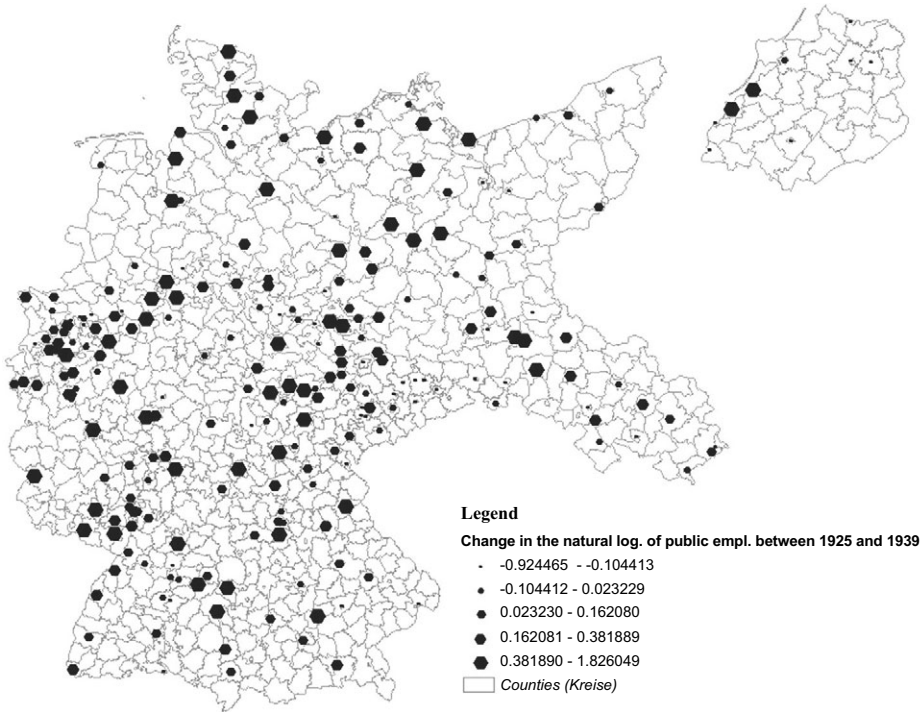 Legend
Change in the natural log. of public empl. between 1925 and 1939
-0.924465 - -0.104413
-0.104412 - 0.023229
0.023230 - 0.162080
0.162081 - 0.381889
0.381890 - 1.826049
Counties (Kreise)